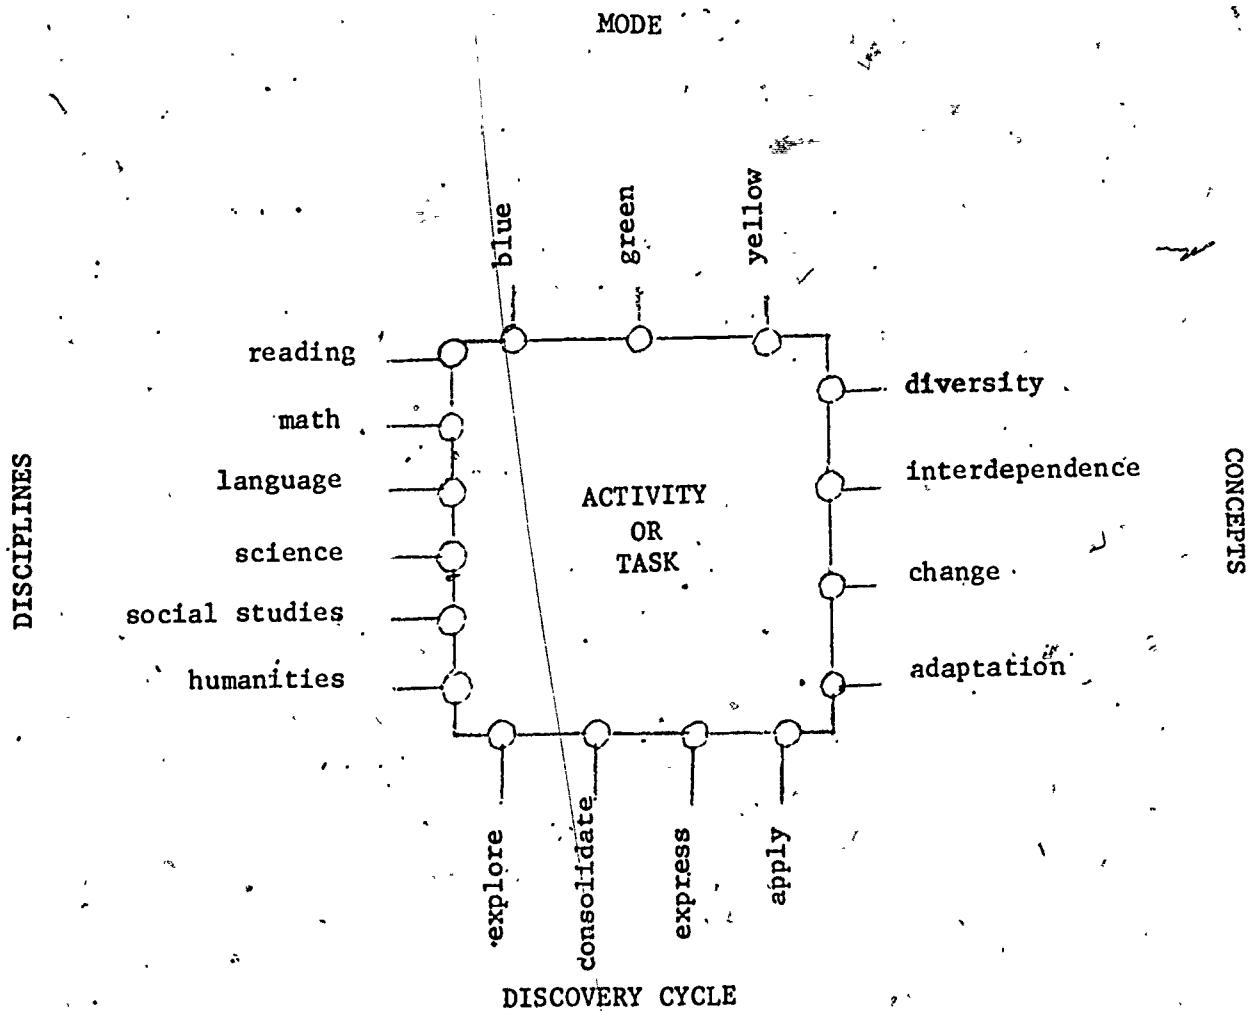 MODE
blue
green
yellow
reading
math
language
science
social studies
humanities
DISCIPLINES
ACTIVITY
OR
TASK
diversity
interdependence
change
adaptation
CONCEPTS
explore
consolidate
express
apply
DISCOVERY CYCLE